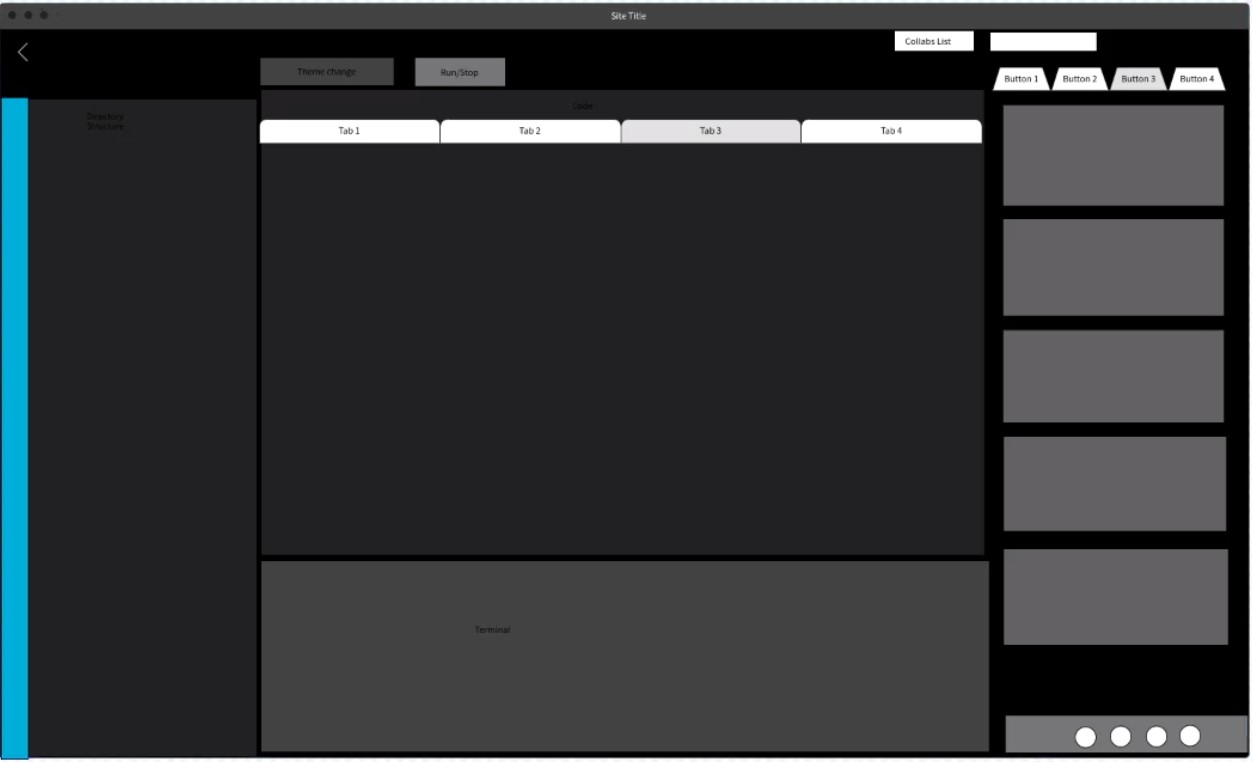 Site Title
Collabs List
Theme change
Run/Stop
Button 1
Button 2
Button 3
Button 4
Code
Directory
Structure
Tab 1
Tab 2
Tab 3
Tab 4
Terminal